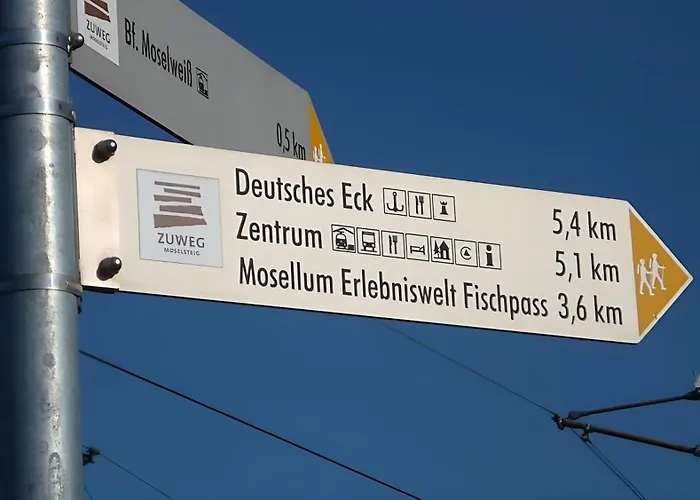 ZUWEG
MOSELSTEIG
Bf. Moselweiß
0,5 km
ZUWEG
MOSELSTEIG
Deutsches Eck 5,4 km
Zentrum i 5,1 km
Mosellum Erlebniswelt Fischpass 3,6 km